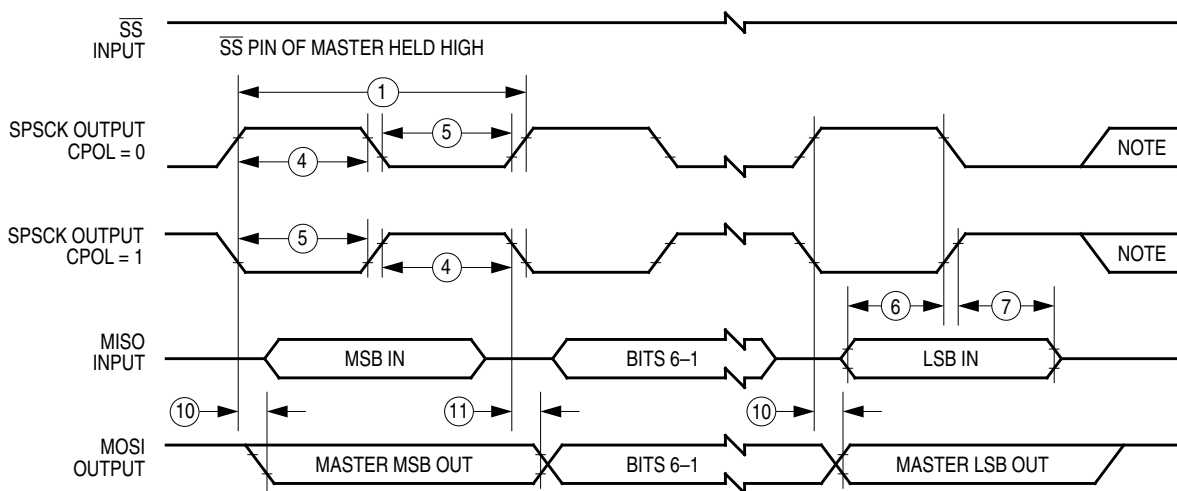 SS
INPUT
SS PIN OF MASTER HELD HIGH
1
SPSCK OUTPUT
CPOL = 0
5
4
NOTE
SPSCK OUTPUT
CPOL = 1
5
4
NOTE
6
7
MISO
INPUT
MSB IN
BITS 6–1
LSB IN
10
11
10
MOSI
OUTPUT
MASTER MSB OUT
BITS 6–1
MASTER LSB OUT